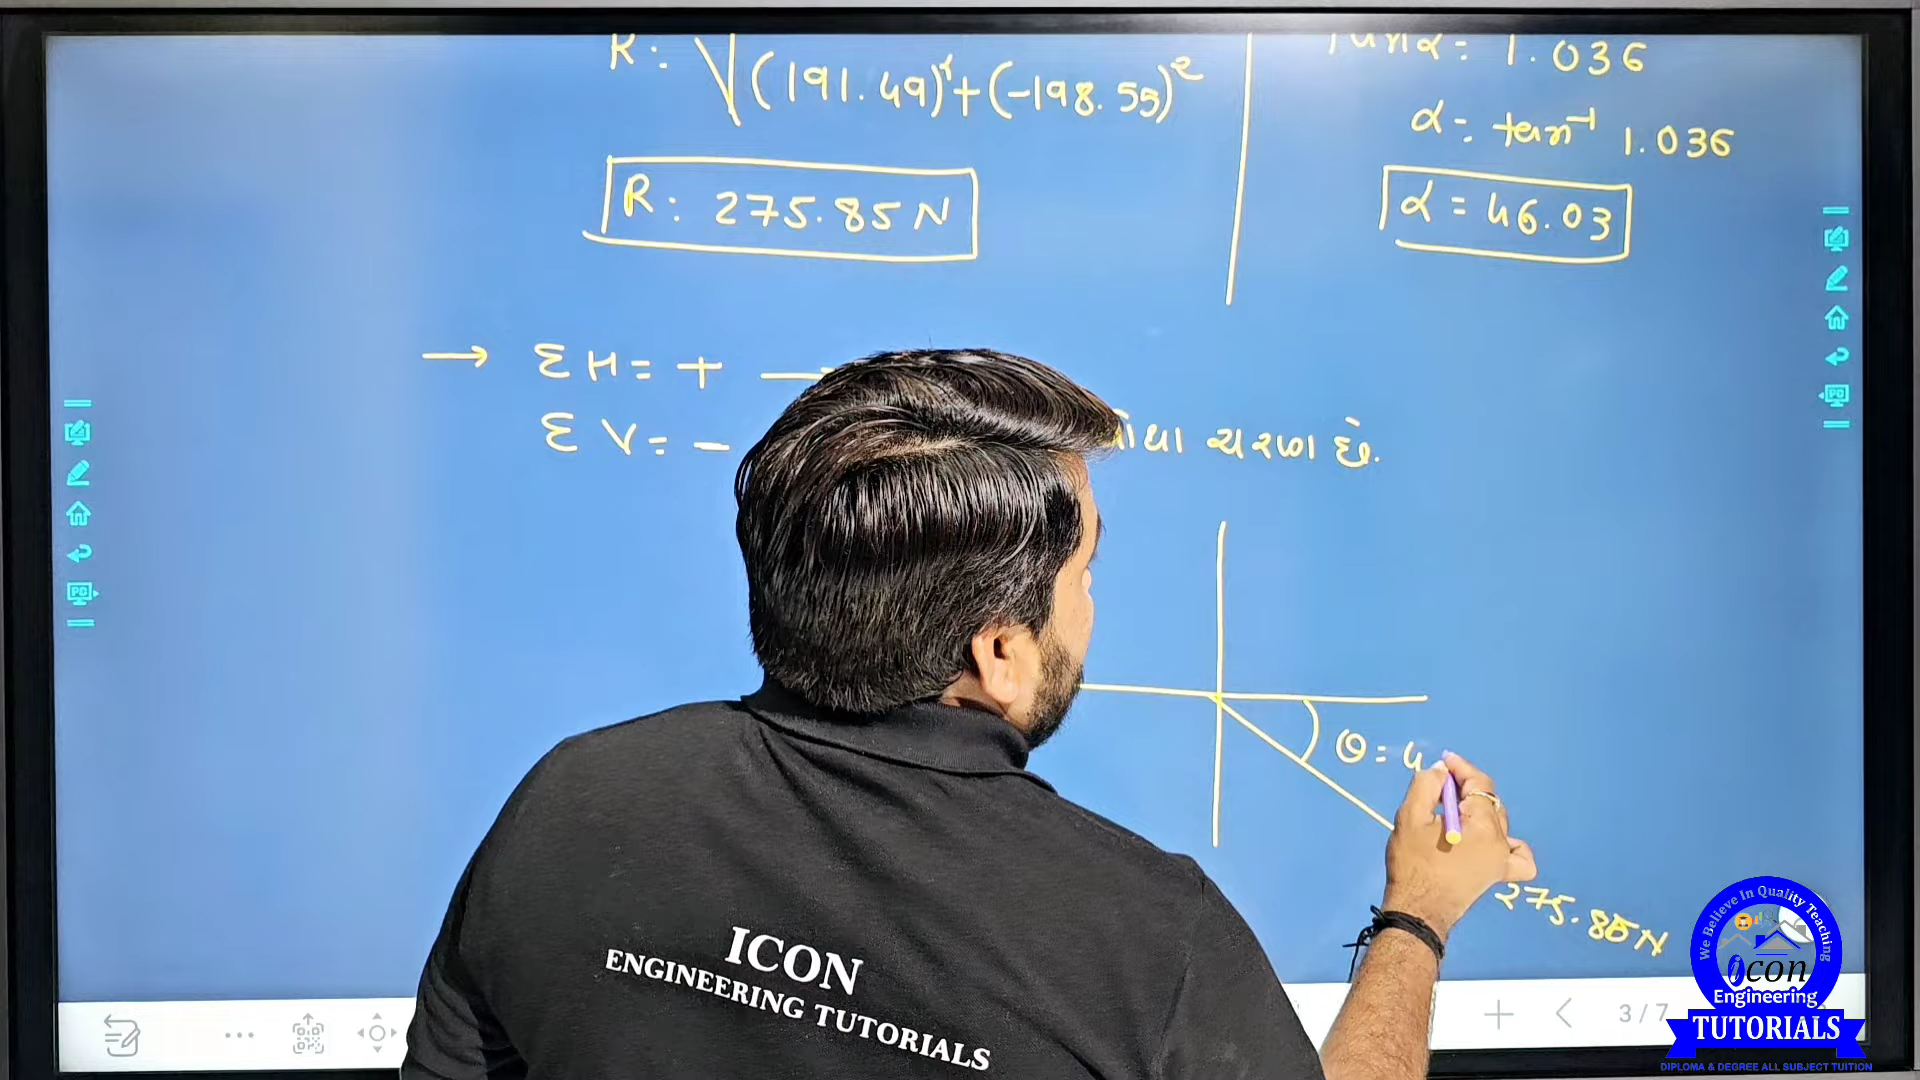 R: √(191.49)²+(-198.55)²
R: 275.85 N
tanα: 1.036
α: tan⁻¹ 1.036
α = 46.03
→ ΣH= + —
ΣV= -
ચરણ છે.
θ= 4
275.85 N
ICON
ENGINEERING TUTORIALS
3/7
We Believe In Quality Teaching
icon
Engineering
TUTORIALS
DIPLOMA & DEGREE ALL SUBJECT TUITION